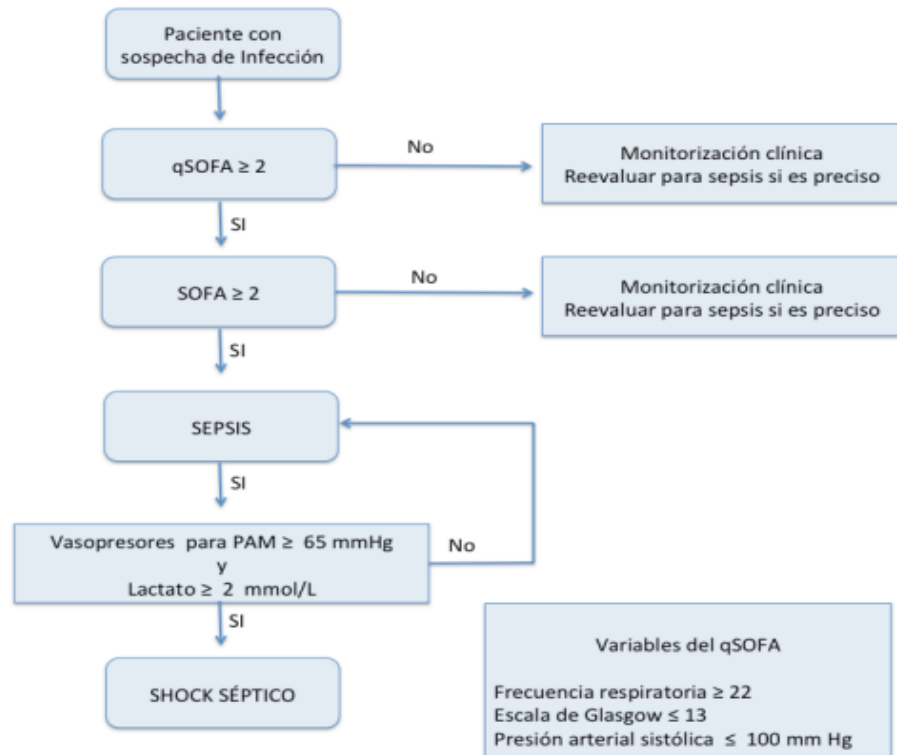 Paciente con
sospecha de Infección
qSOFA ≥ 2
No
Monitorización clínica
Reevaluar para sepsis si es preciso
SI
SOFA ≥ 2
No
Monitorización clínica
Reevaluar para sepsis si es preciso
SI
SEPSIS
SI
Vasopresores para PAM ≥ 65 mmHg
y
Lactato ≥ 2 mmol/L
No
SI
SHOCK SÉPTICO
Variables del qSOFA
Frecuencia respiratoria ≥ 22
Escala de Glasgow ≤ 13
Presión arterial sistólica ≤ 100 mm Hg